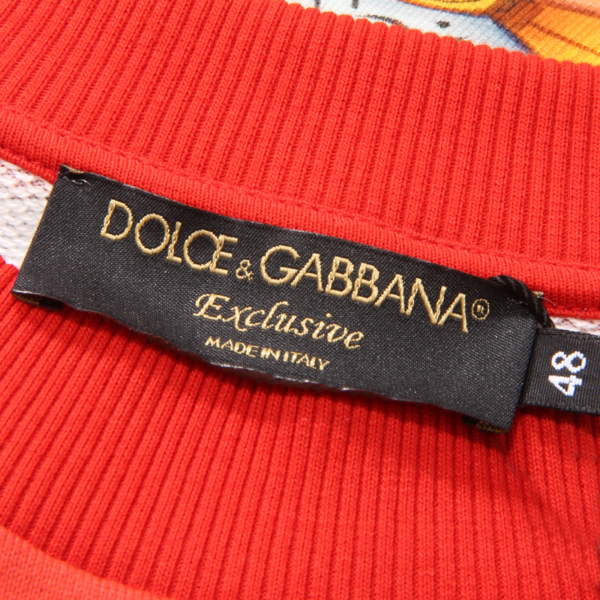 DOLCE & GABBANA®
Exclusive
MADE IN ITALY
48